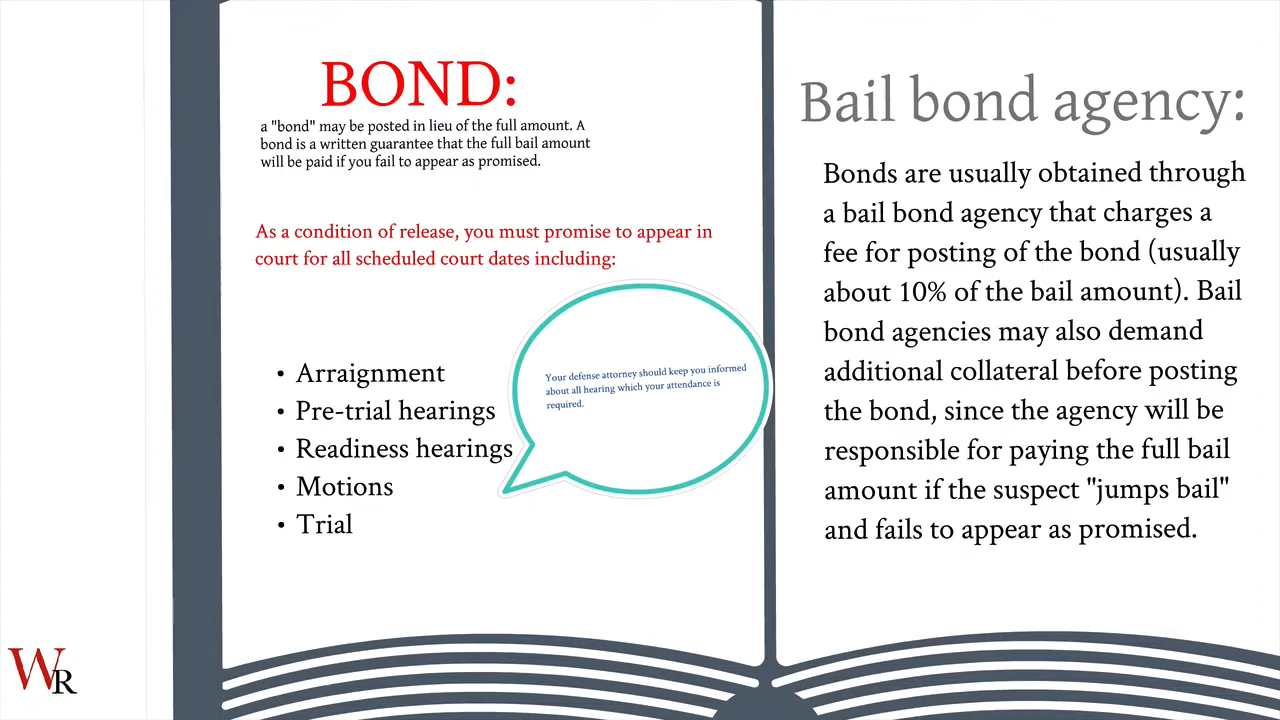 BOND:
a "bond" may be posted in lieu of the full amount. A
bond is a written guarantee that the full bail amount
will be paid if you fail to appear as promised.
As a condition of release, you must promise to appear in
court for all scheduled court dates including:
• Arraignment
• Pre-trial hearings
• Readiness hearings
• Motions
• Trial
Your defense attorney should keep you informed
about all hearing which your attendance is
required.
Bail bond agency:
Bonds are usually obtained through
a bail bond agency that charges a
fee for posting of the bond (usually
about 10% of the bail amount). Bail
bond agencies may also demand
additional collateral before posting
the bond, since the agency will be
responsible for paying the full bail
amount if the suspect "jumps bail"
and fails to appear as promised.
WR